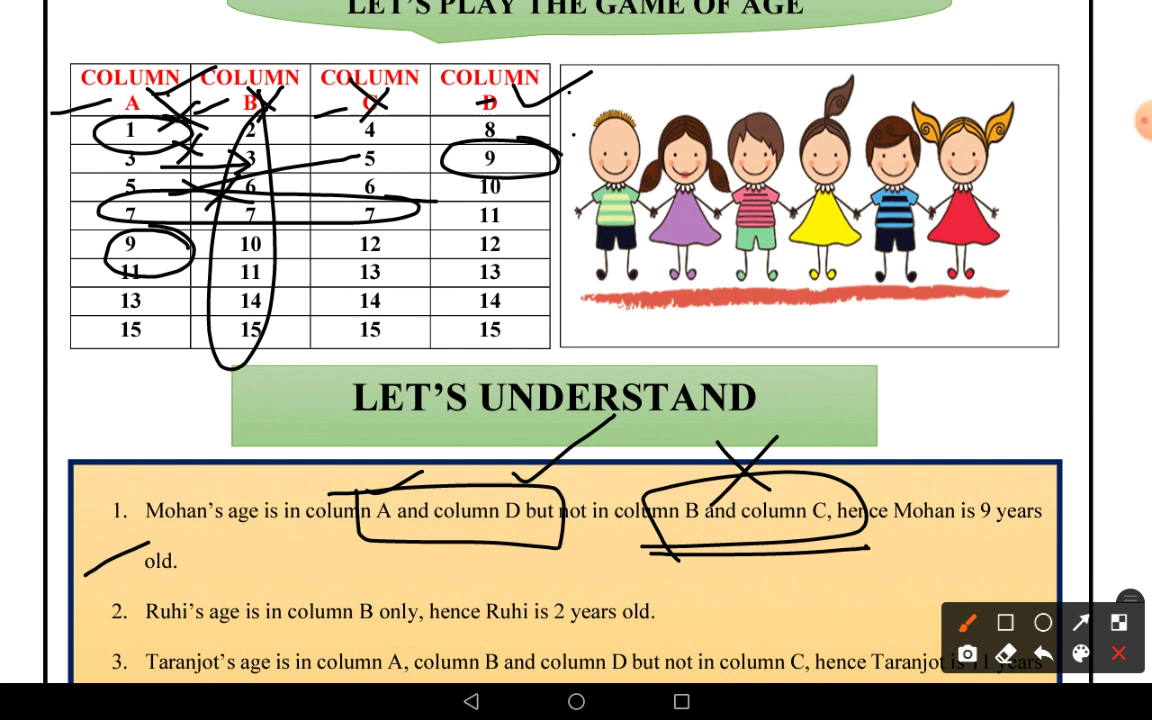 LET'S PLAY THE GAME OF AGE
COLUMN A COLUMN B COLUMN C COLUMN D
1 2 4 8
3 3 5 9
5 6 6 10
7 7 7 11
9 10 12 12
11 11 13 13
13 14 14 14
15 15 15 15
LET'S UNDERSTAND
1. Mohan's age is in column A and column D but not in column B and column C, hence Mohan is 9 years
old.
2. Ruhi's age is in column B only, hence Ruhi is 2 years old.
3. Taranjot's age is in column A, column B and column D but not in column C, hence Taranjot is 11 years